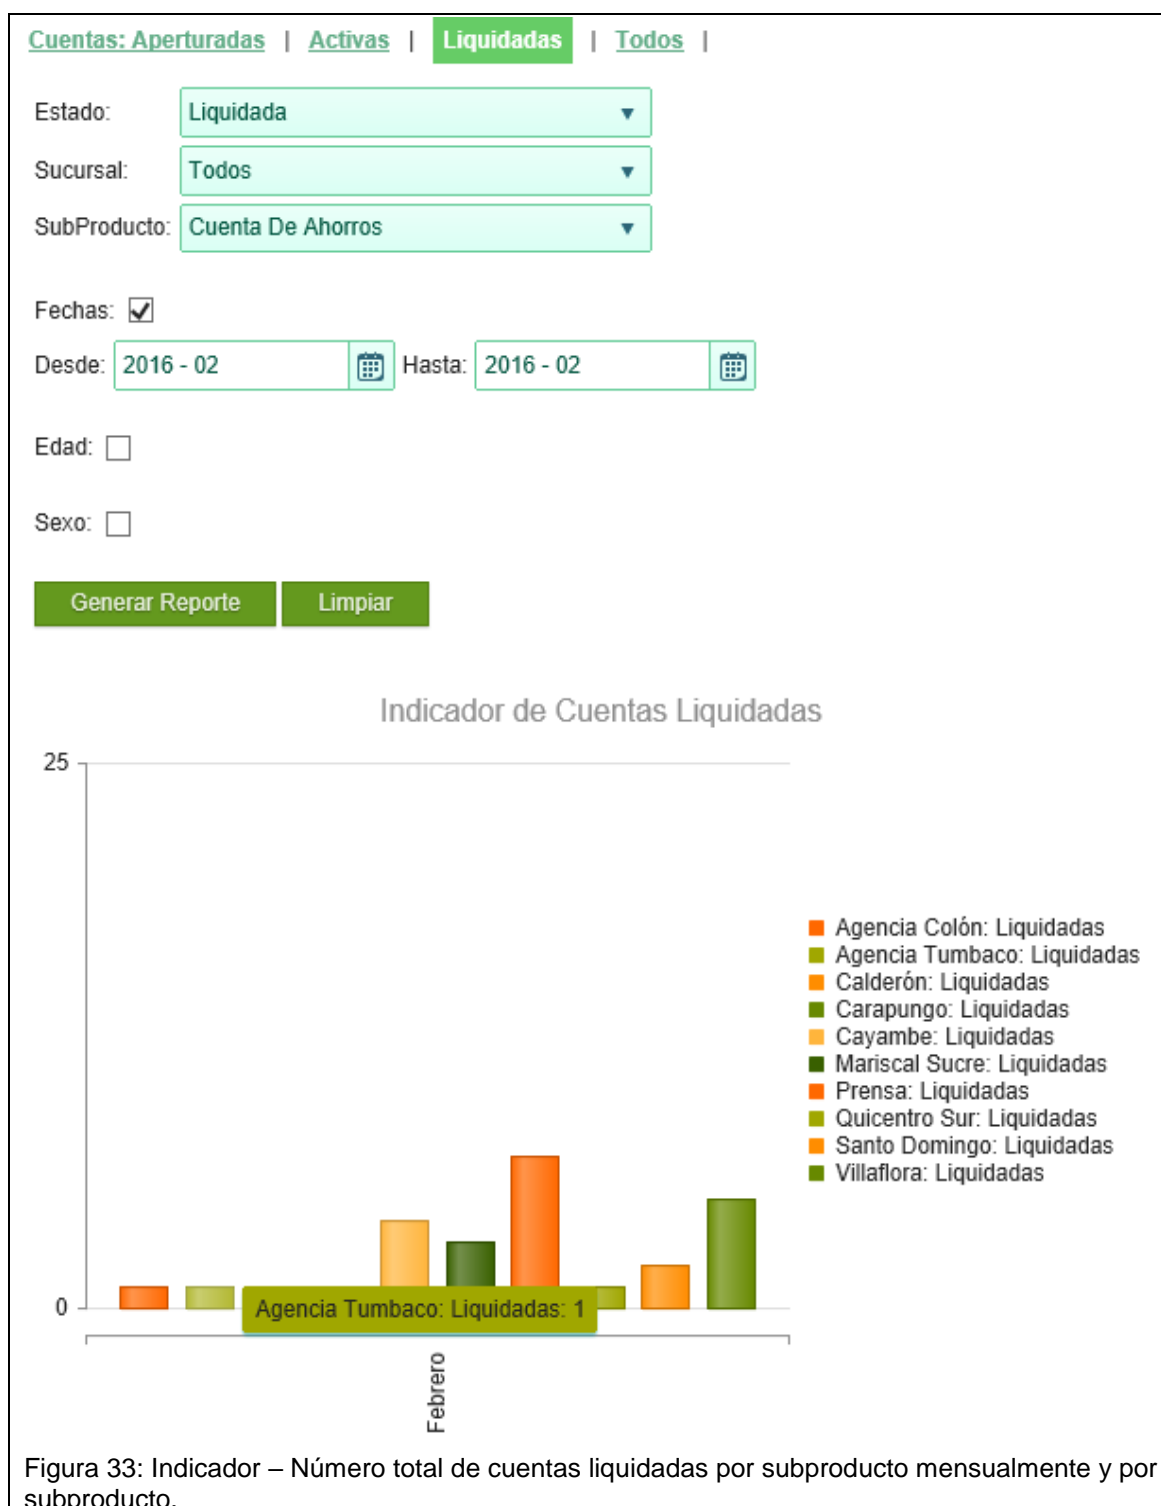 Cuentas: Aperturadas | Activas | Liquidadas | Todos |
Estado: Liquidada
Sucursal: Todos
SubProducto: Cuenta De Ahorros
Fechas:
Desde: 2016 - 02 Hasta: 2016 - 02
Edad:
Sexo:
Generar Reporte Limpiar
Indicador de Cuentas Liquidadas
25
0
Agencia Tumbaco: Liquidadas: 1
Febrero
Agencia Colón: Liquidadas
Agencia Tumbaco: Liquidadas
Calderón: Liquidadas
Carapungo: Liquidadas
Cayambe: Liquidadas
Mariscal Sucre: Liquidadas
Prensa: Liquidadas
Quicentro Sur: Liquidadas
Santo Domingo: Liquidadas
Villaflora: Liquidadas
Figura 33: Indicador – Número total de cuentas liquidadas por subproducto mensualmente y por
subproducto.